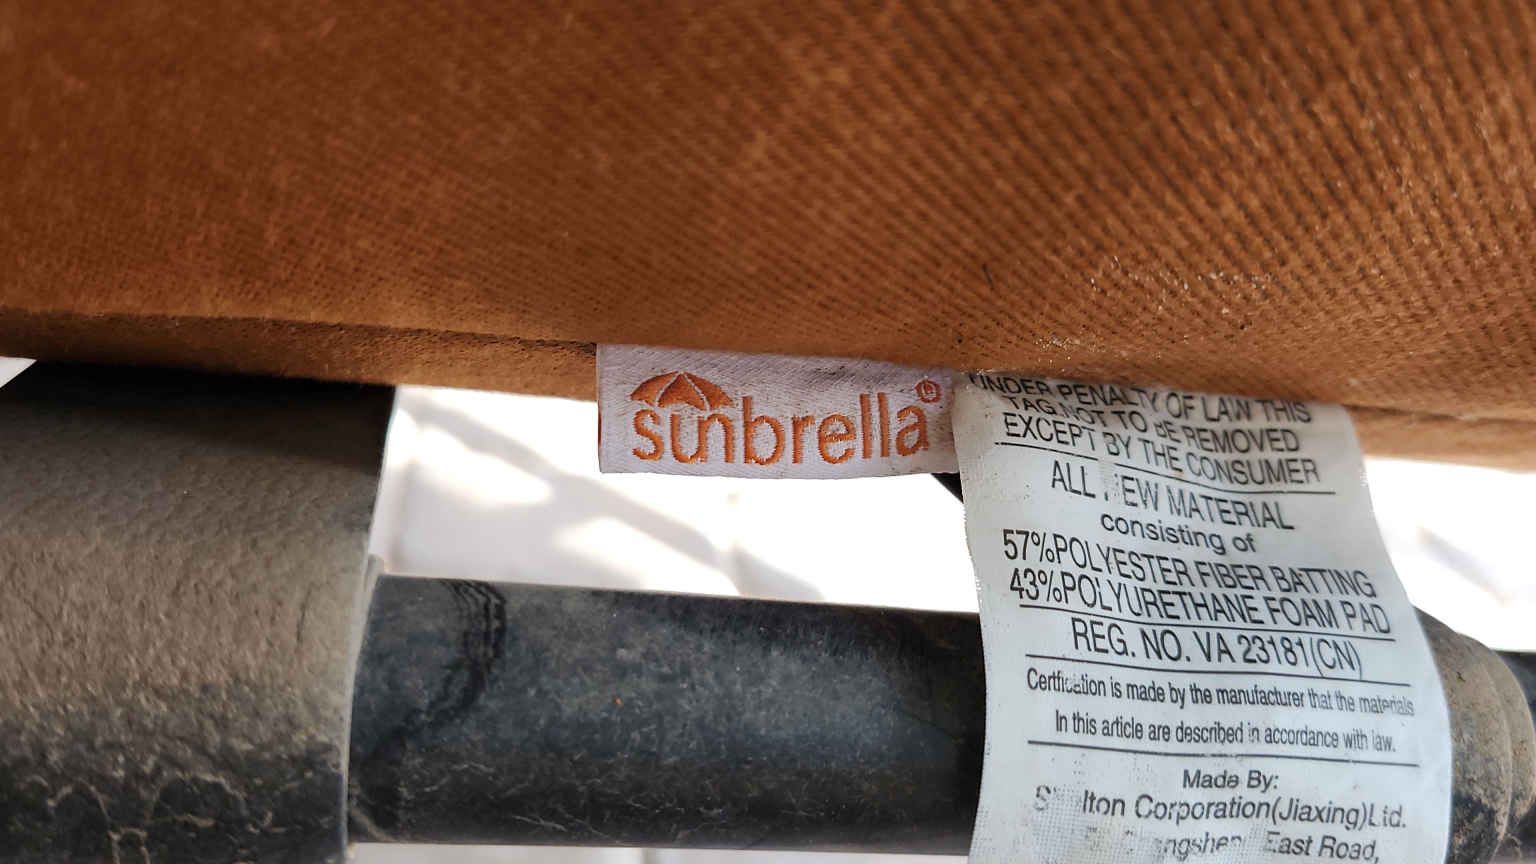 sunbrella®
UNDER PENALTY OF LAW THIS
TAG NOT TO BE REMOVED
EXCEPT BY THE CONSUMER
ALL NEW MATERIAL
consisting of
57%POLYESTER FIBER BATTING
43%POLYURETHANE FOAM PAD
REG. NO. VA 23181(CN)
Certfication is made by the manufacturer that the materials
In this article are described in accordance with law.
Made By:
Corporation(Jiaxing)Ltd.
East Road,